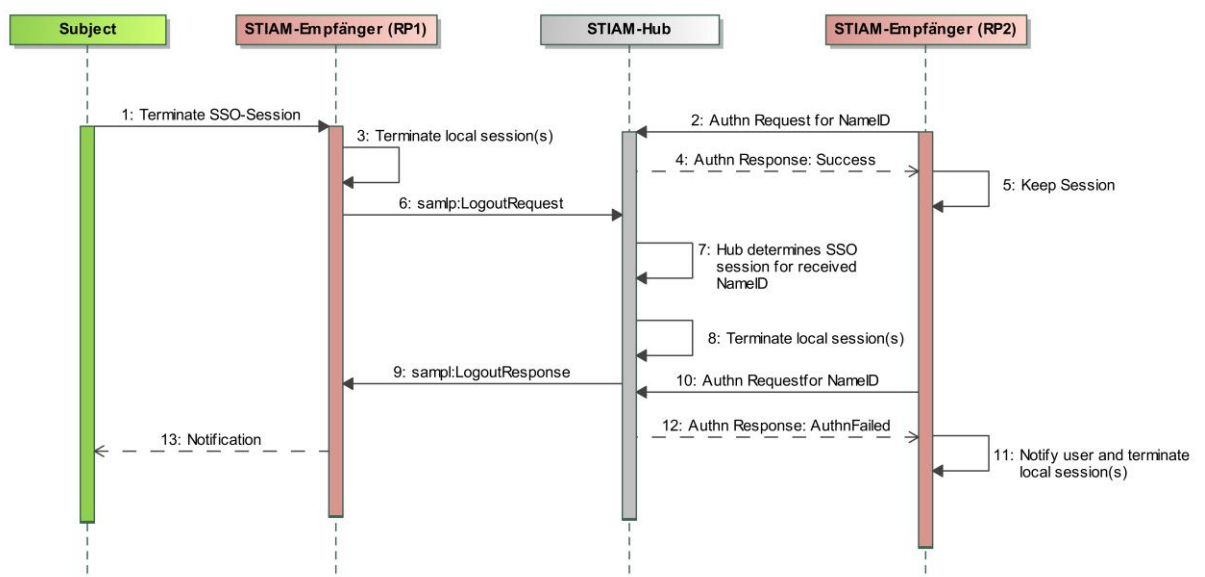 Subject
STIAM-Empfänger (RP1)
STIAM-Hub
STIAM-Empfänger (RP2)
1: Terminate SSO-Session
2: Authn Request for NameID
3: Terminate local session(s)
4: Authn Response: Success
5: Keep Session
6: samlp:LogoutRequest
7: Hub determines SSO
session for received
NameID
8: Terminate local session(s)
9: sampl:LogoutResponse
10: Authn Requestfor NameID
12: Authn Response: AuthnFailed
13: Notification
11: Notify user and terminate
local session(s)